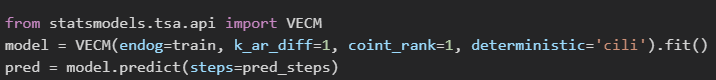 from statsmodels.tsa.api import VECM
model = VECM(endog=train, k_ar_diff=1, coint_rank=1, deterministic='cili').fit()
pred = model.predict(steps=pred_steps)